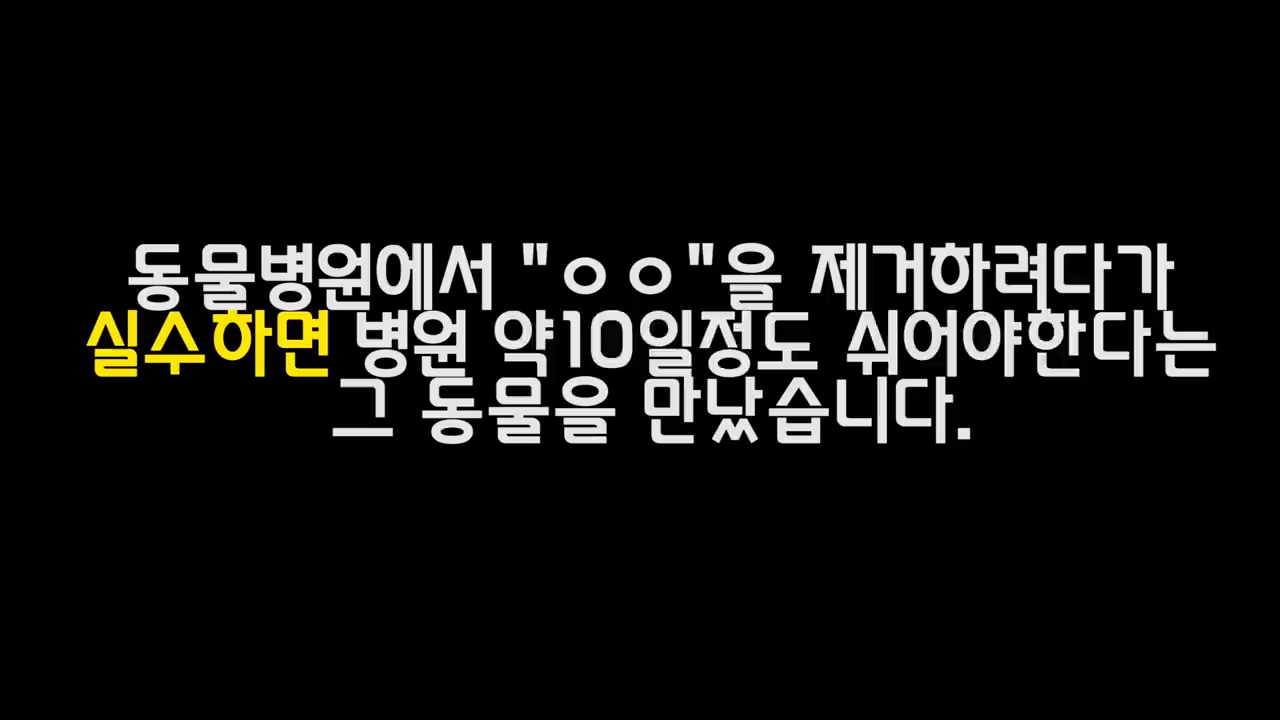 동물병원에서 "ㅇㅇ"을 제거하려다가
실수하면 병원 약10일정도 쉬어야한다는
그 동물을 만났습니다.